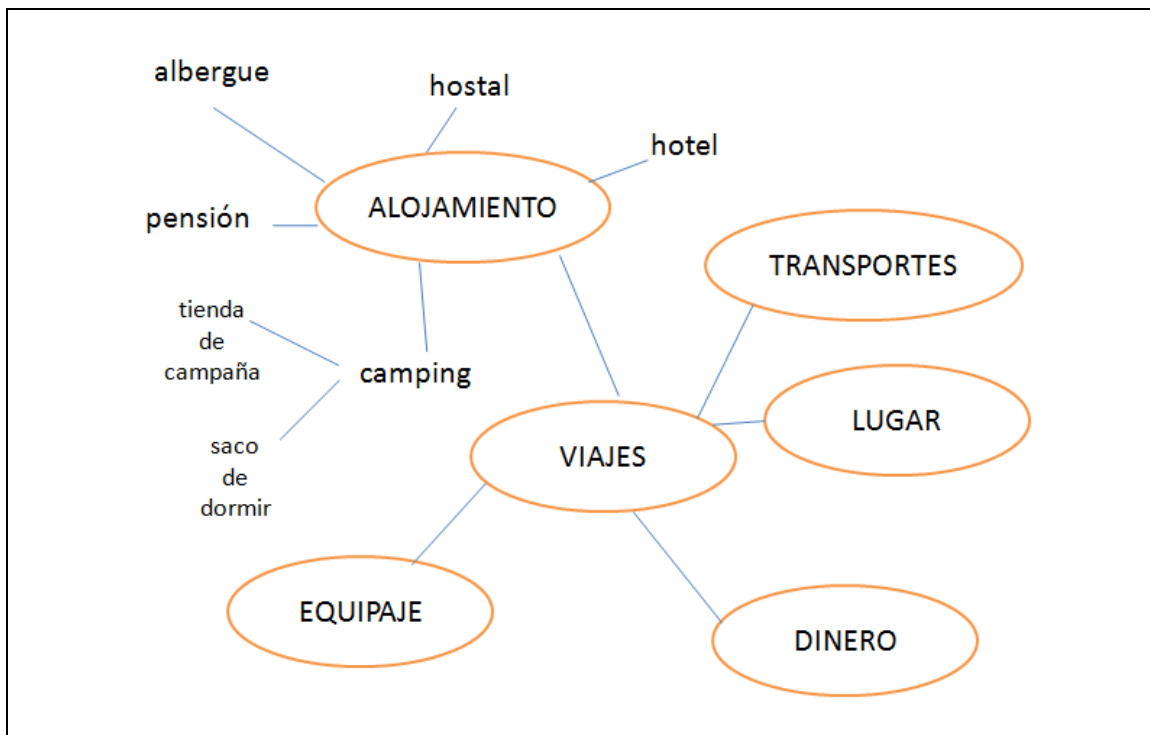 albergue
hostal
hotel
ALOJAMIENTO
pensión
TRANSPORTES
tienda
de
campaña
camping
LUGAR
saco
de
dormir
VIAJES
EQUIPAJE
DINERO